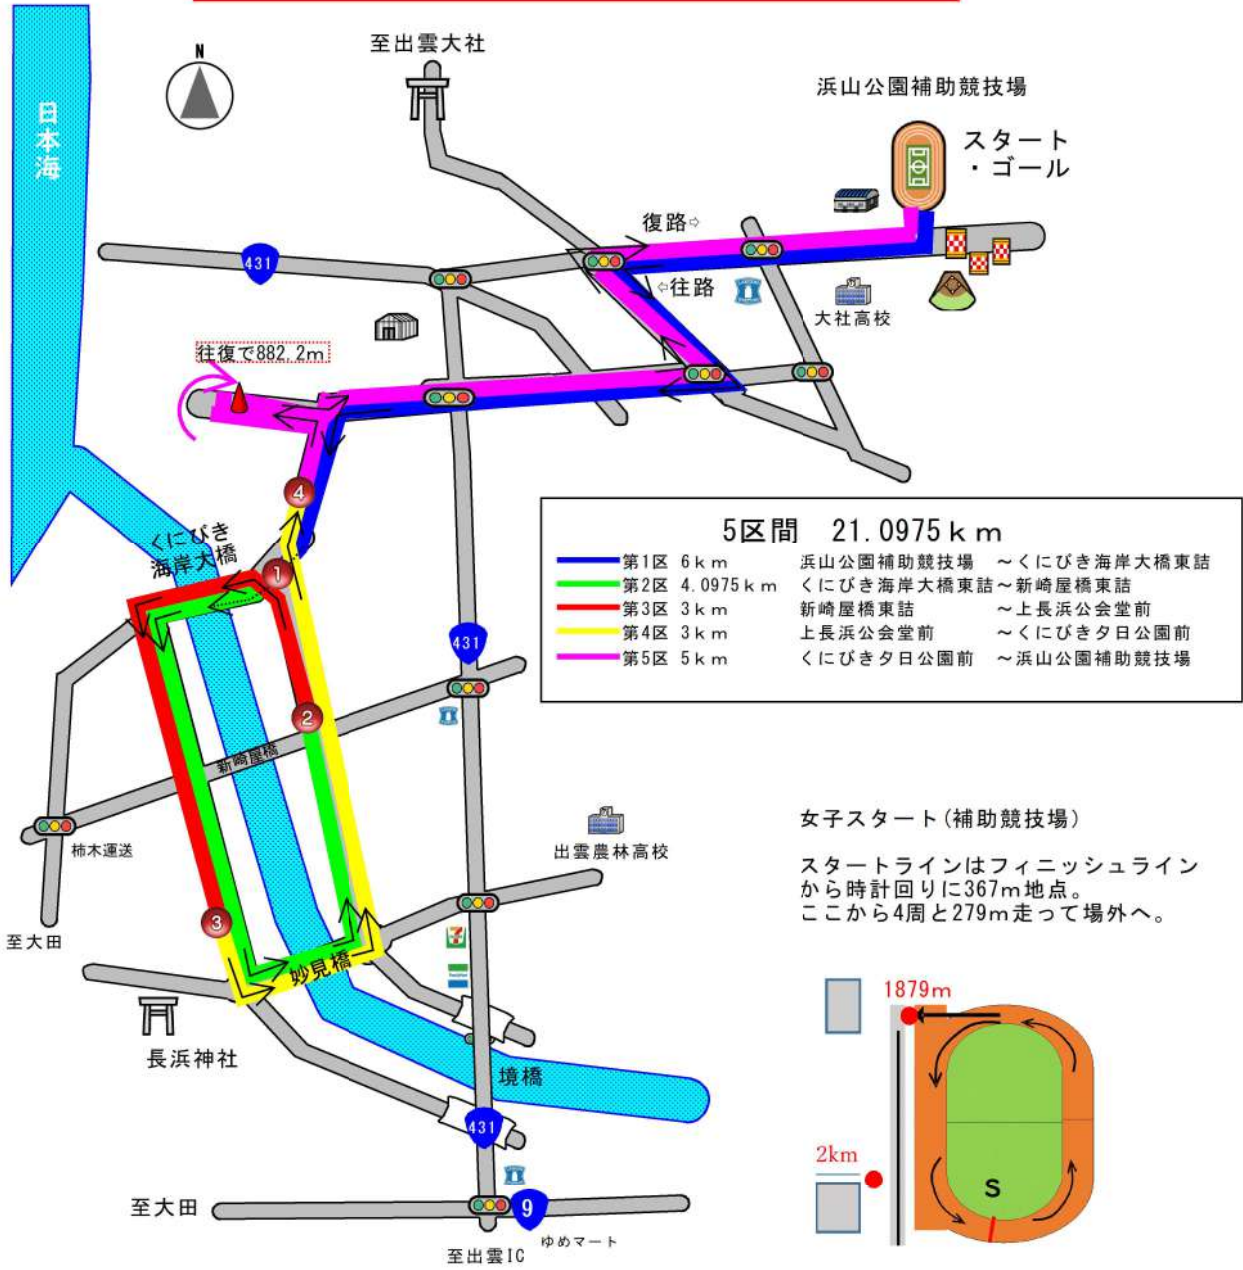 N
至出雲大社
浜山公園補助競技場
日本海
スタート
・ゴール
復路⇨
431
⇦往路
大社高校
往復で882.2m
4
くにびき
海岸大橋
1
5区間 21.0975km
第1区 6km 浜山公園補助競技場 ～くにびき海岸大橋東詰
第2区 4.0975km くにびき海岸大橋東詰～新崎屋橋東詰
第3区 3km 新崎屋橋東詰 ～上長浜公会堂前
第4区 3km 上長浜公会堂前 ～くにびき夕日公園前
第5区 5km くにびき夕日公園前 ～浜山公園補助競技場
431
2
新崎屋橋
柿木運送
出雲農林高校
女子スタート(補助競技場)
スタートラインはフィニッシュライン
から時計回りに367m地点。
ここから4周と279m走って場外へ。
3
至大田
妙見橋
長浜神社
境橋
431
1879m
2km
S
至大田
9
ゆめマート
至出雲IC